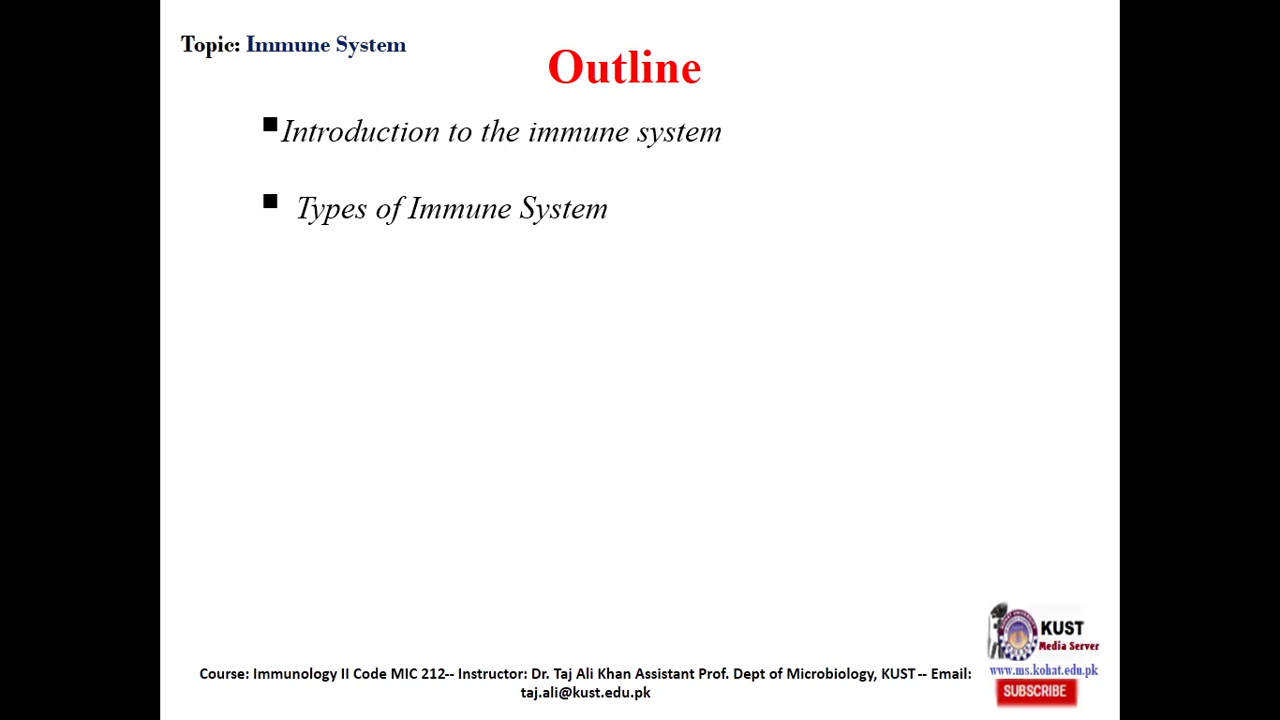 Topic: Immune System
Outline
▪Introduction to the immune system
▪ Types of Immune System
KUST
Media Server
www.ms.kohat.edu.pk
SUBSCRIBE
Course: Immunology II Code MIC 212-- Instructor: Dr. Taj Ali Khan Assistant Prof. Dept of Microbiology, KUST -- Email:
taj.ali@kust.edu.pk